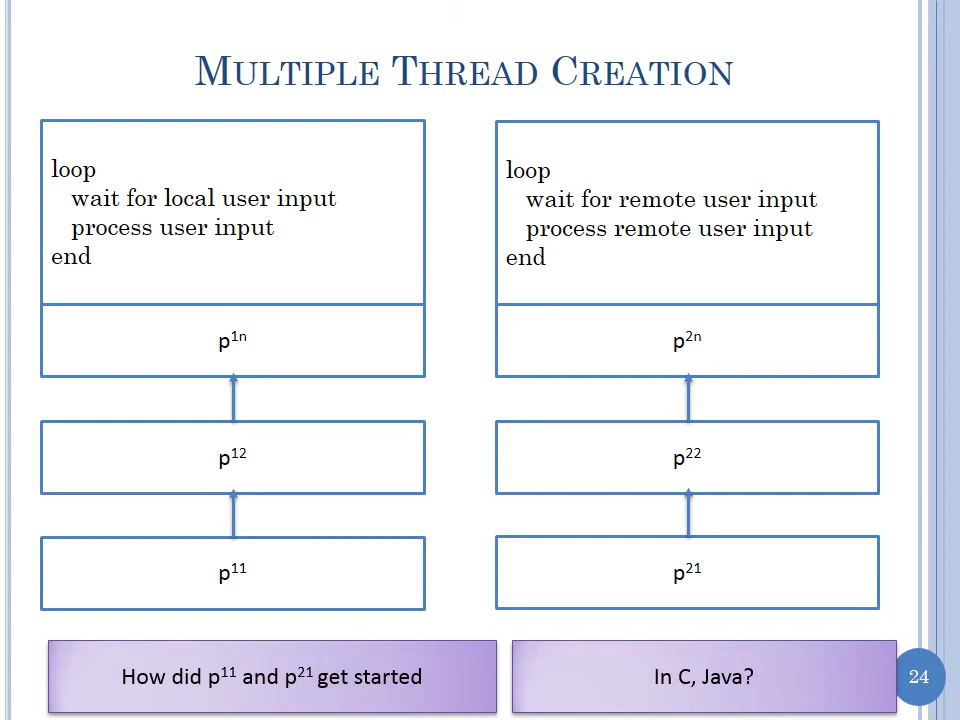 MULTIPLE THREAD CREATION
loop
wait for local user input
process user input
end
p¹ⁿ
p¹²
p¹¹
loop
wait for remote user input
process remote user input
end
p²ⁿ
p²²
p²¹
How did p¹¹ and p²¹ get started
In C, Java?
24